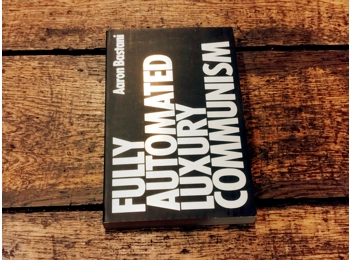 Aaron Bastani
FULLY
AUTOMATED
LUXURY
COMMUNISM